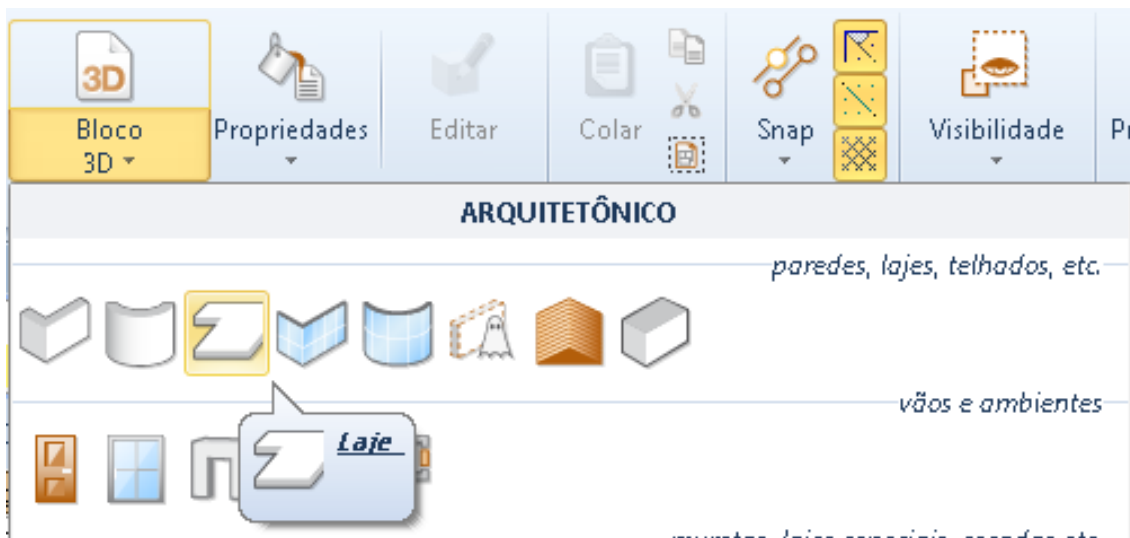 3D
Bloco
3D
Propriedades
Editar
Colar
Snap
Visibilidade
ARQUITETÔNICO
paredes, lajes, telhados, etc.
vãos e ambientes
Laje